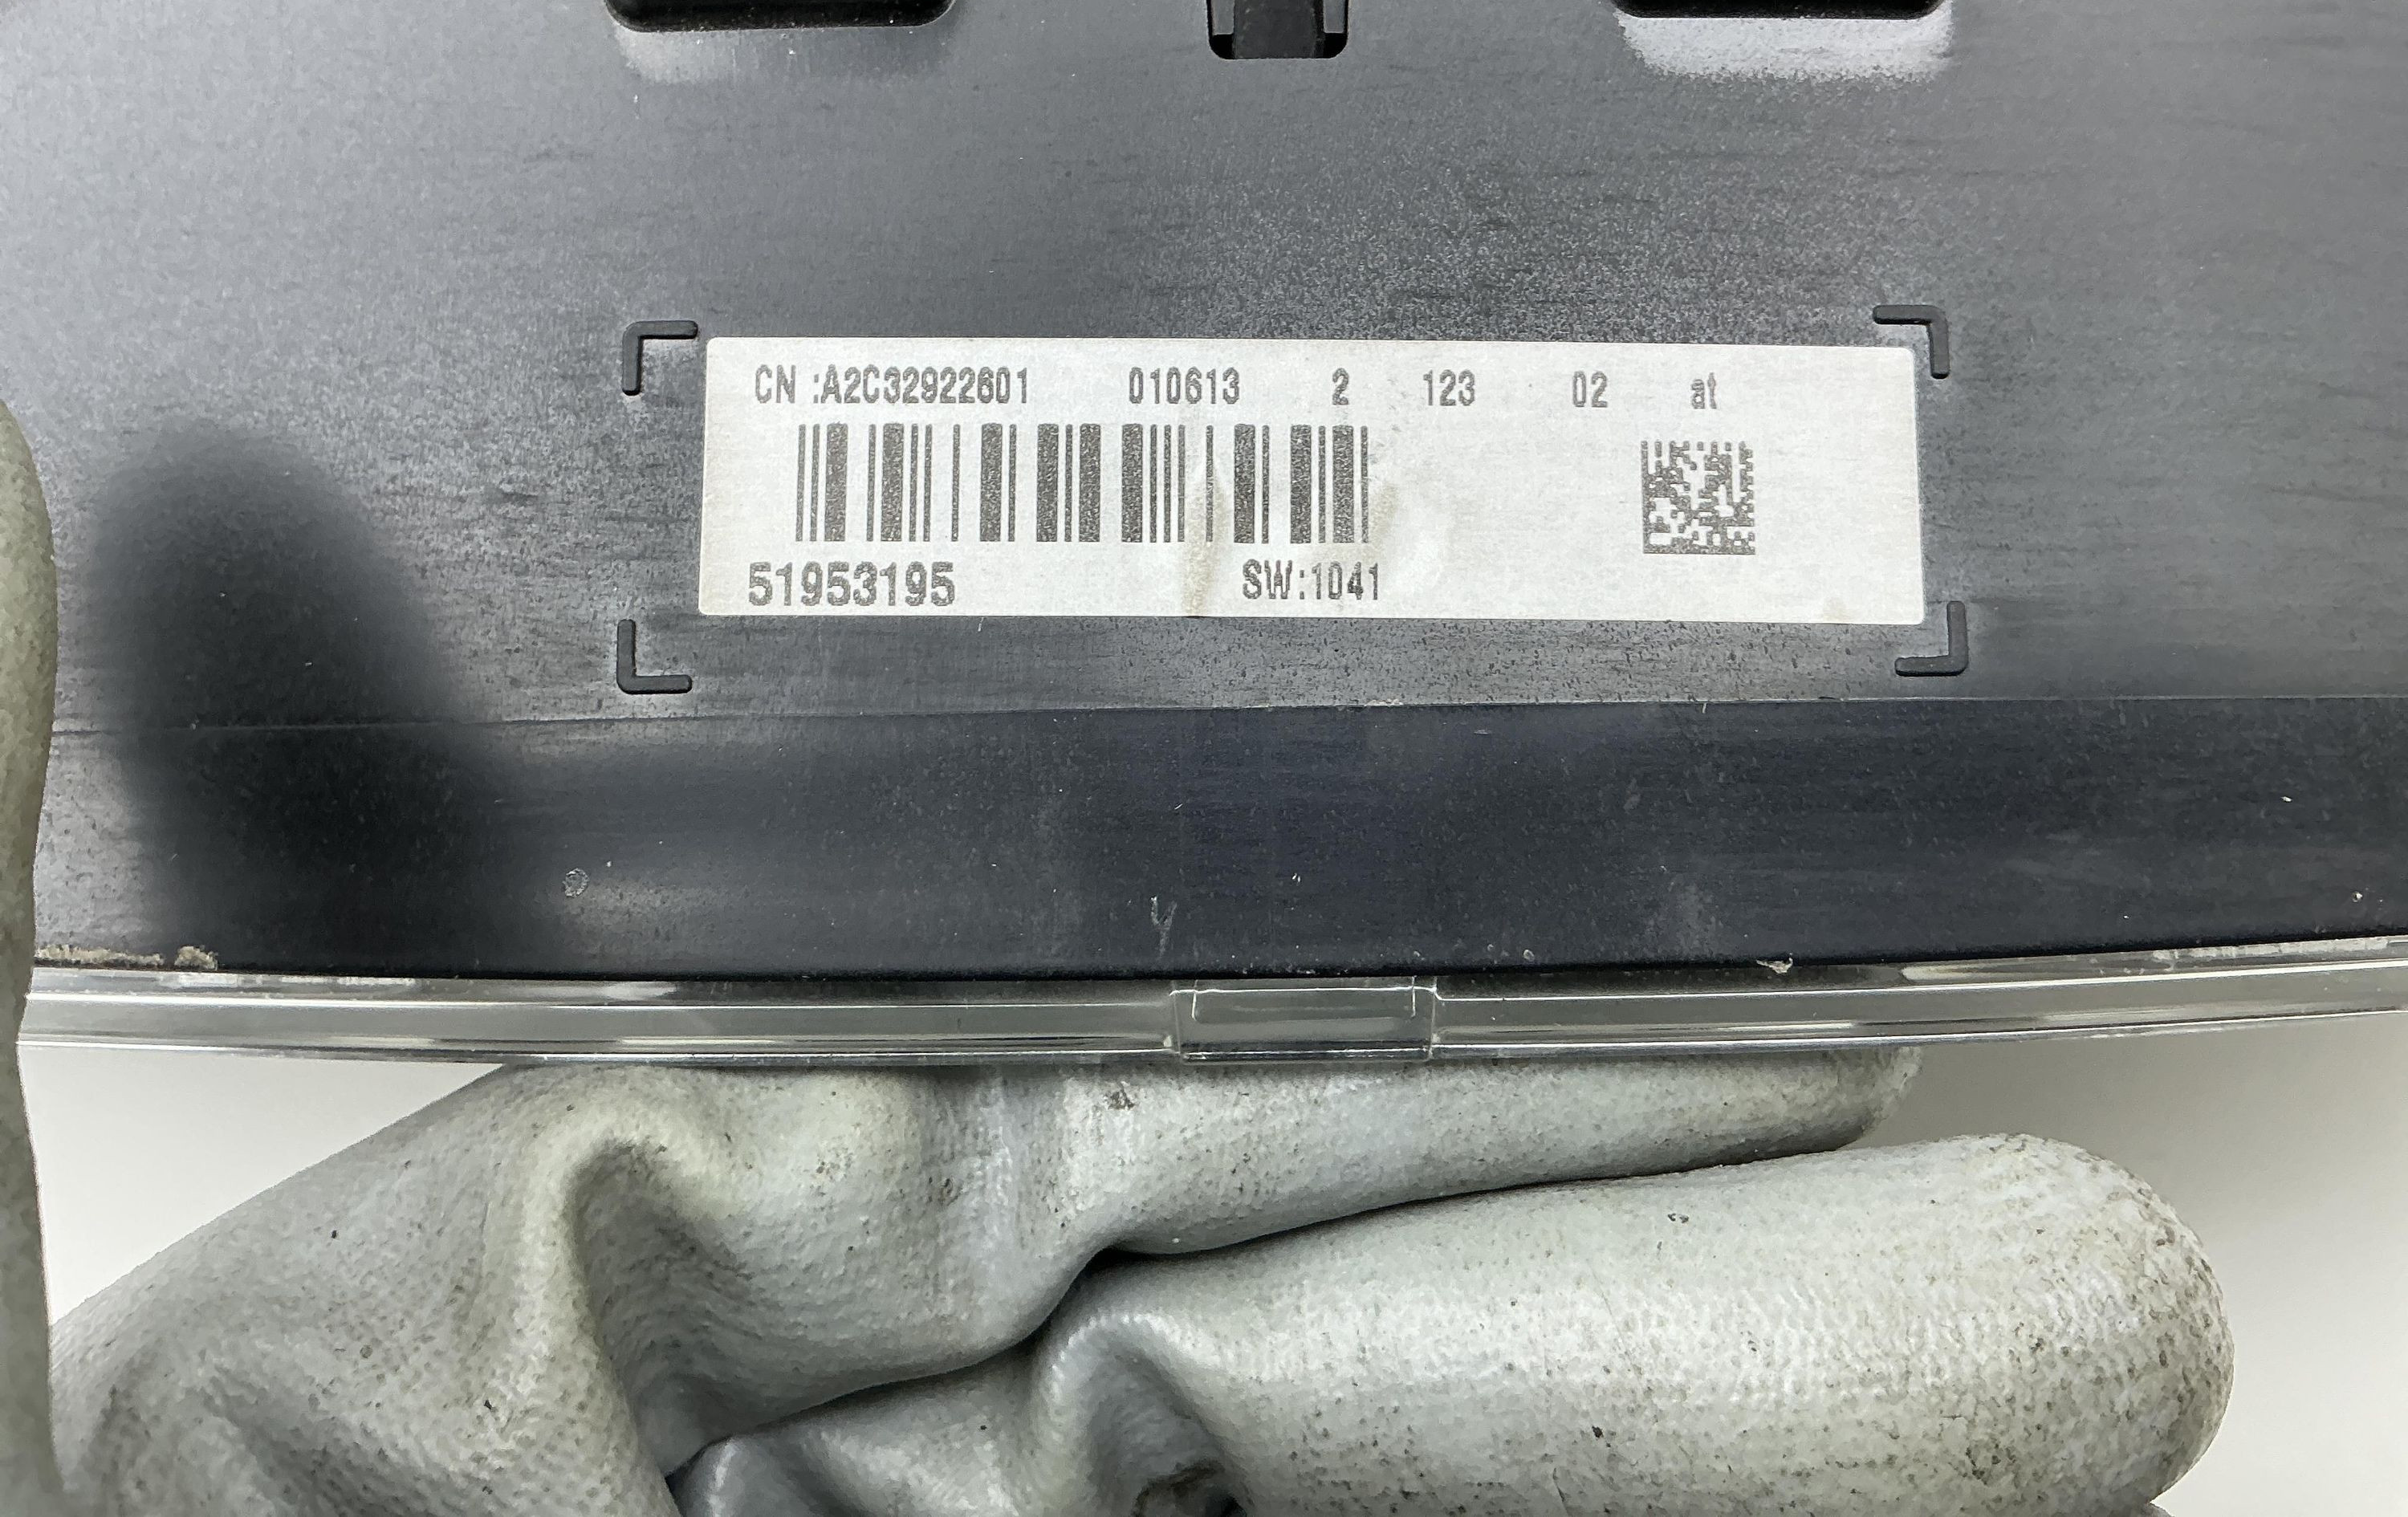 CN :A2C32922601 010613 2 123 02 at
51953195 SW:1041